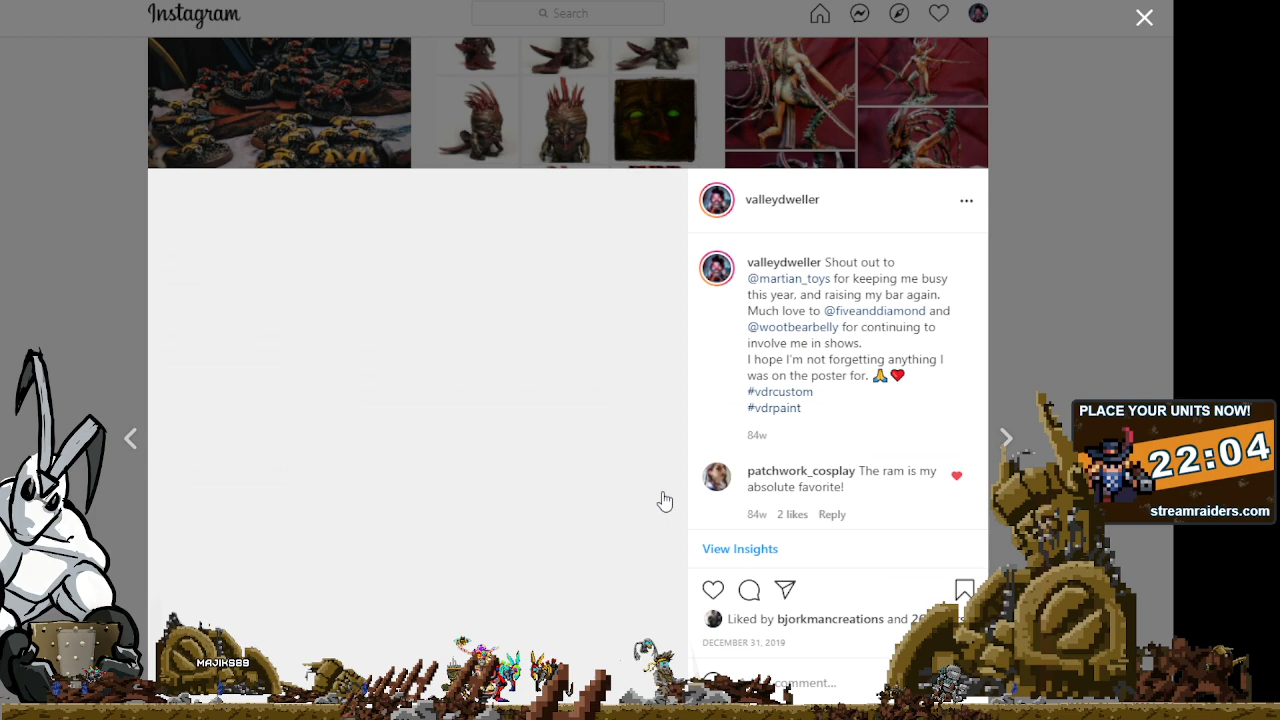 Instagram
Search
valleydweller
valleydweller Shout out to
@martian_toys for keeping me busy
this year, and raising my bar again.
Much love to @fiveanddiamond and
@wootbearbelly for continuing to
involve me in shows.
I hope I'm not forgetting anything I
was on the poster for. 🙏❤️
#vdrcustom
#vdrpaint
84w
patchwork_cosplay The ram is my
absolute favorite!
84w 2 likes Reply
View Insights
Liked by bjorkmancreations and
DECEMBER 31, 2019
comment...
PLACE YOUR UNITS NOW!
22:04
streamraiders.com